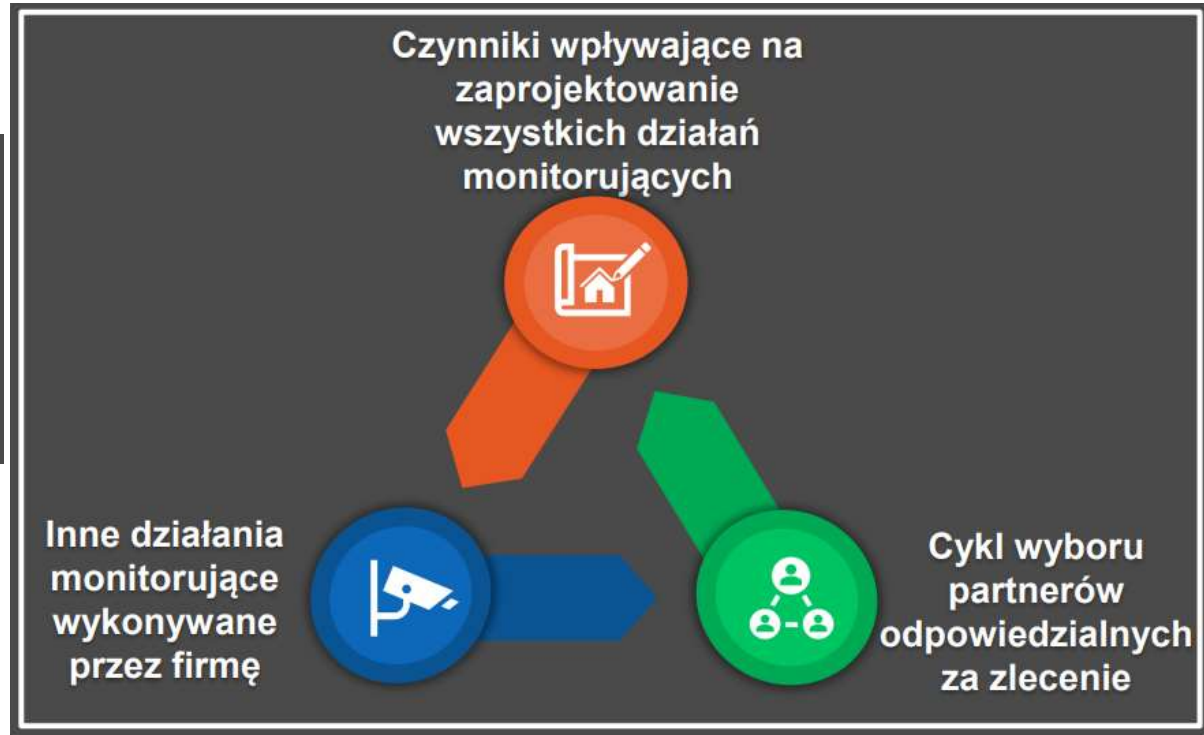 Czynniki wpływające na
zaprojektowanie
wszystkich działań
monitorujących
Inne działania
monitorujące
wykonywane
przez firmę
Cykl wyboru
partnerów
odpowiedzialnych
za zlecenie